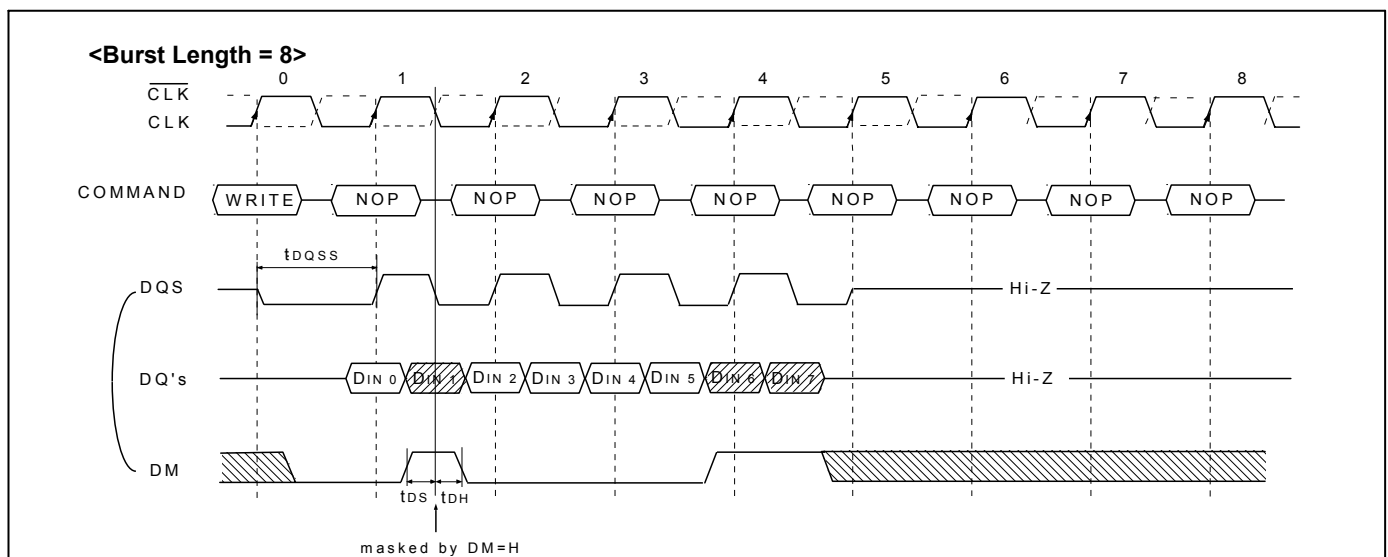 <Burst Length = 8>
0 1 2 3 4 5 6 7 8
CLK
CLK
COMMAND WRITE NOP NOP NOP NOP NOP NOP NOP NOP
tDQSS
DQS Hi-Z
DQ's DIN 0 DIN 1 DIN 2 DIN 3 DIN 4 DIN 5 DIN 6 DIN 7 Hi-Z
DM
tDS tDH
masked by DM=H